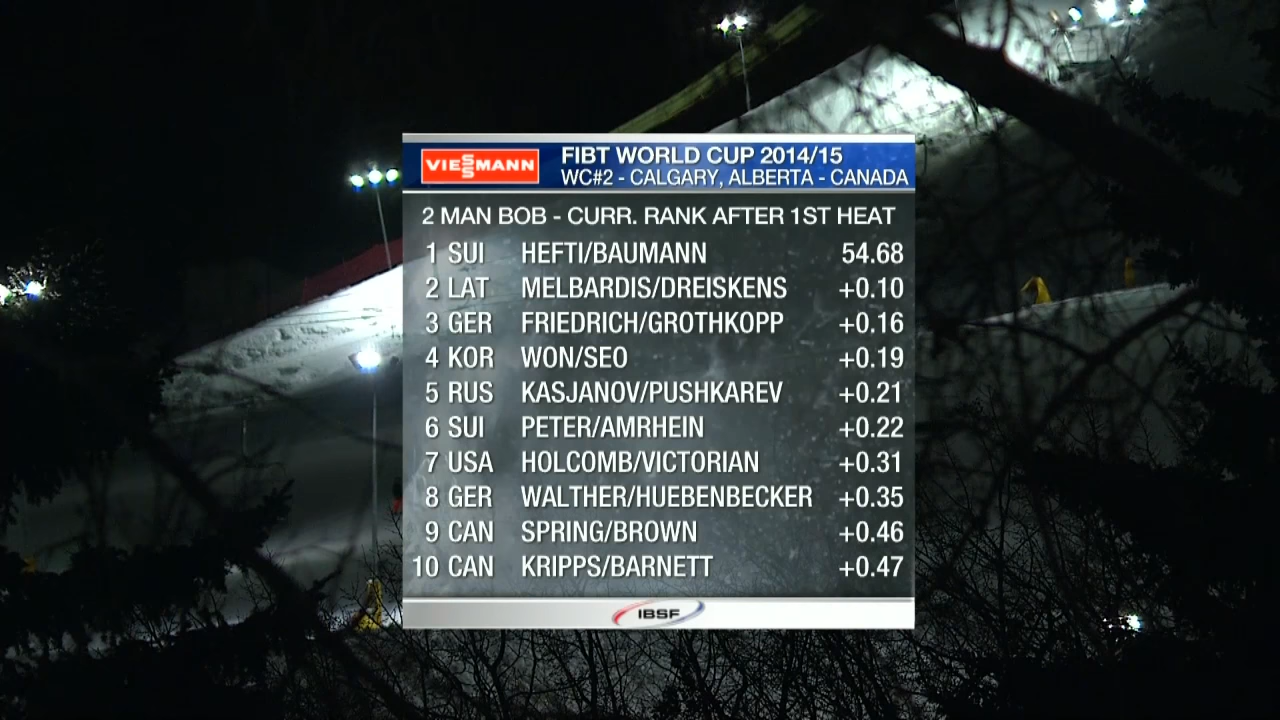 VIESSMANN
FIBT WORLD CUP 2014/15
WC#2 - CALGARY, ALBERTA - CANADA
2 MAN BOB - CURR. RANK AFTER 1ST HEAT
1 SUI HEFTI/BAUMANN 54.68
2 LAT MELBARDIS/DREISKENS +0.10
3 GER FRIEDRICH/GROTHKOPP +0.16
4 KOR WON/SEO +0.19
5 RUS KASJANOV/PUSHKAREV +0.21
6 SUI PETER/AMRHEIN +0.22
7 USA HOLCOMB/VICTORIAN +0.31
8 GER WALTHER/HUEBENBECKER +0.35
9 CAN SPRING/BROWN +0.46
10 CAN KRIPPS/BARNETT +0.47
IBSF